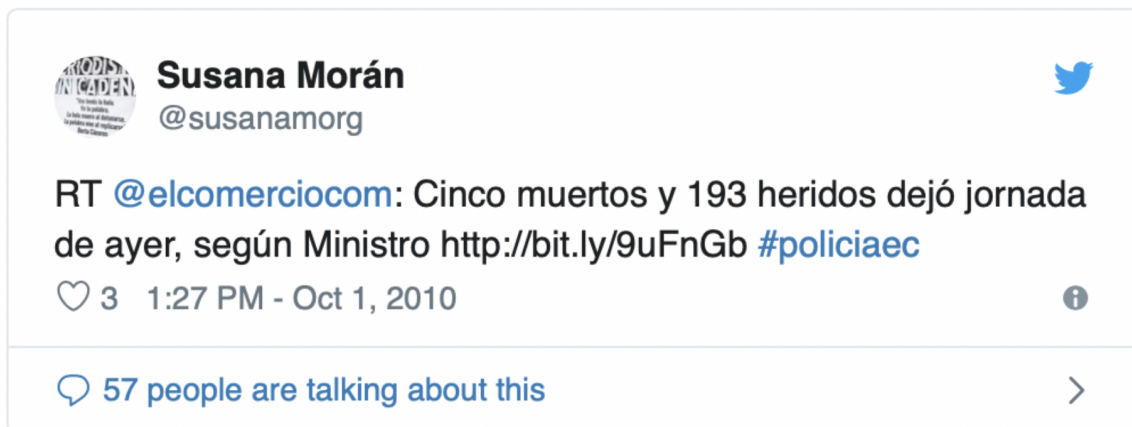 Susana Morán
@susanamorg
RT @elcomerciocom: Cinco muertos y 193 heridos dejó jornada
de ayer, según Ministro http://bit.ly/9uFnGb #policiaec
3 1:27 PM - Oct 1, 2010
57 people are talking about this